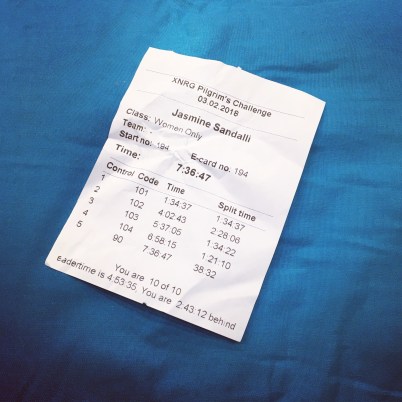 XNRG Pilgrim's Challenge
03.02.2018
Jasmine Sandalli
Class: Women Only
Team:
Start no: 194 E-card no. 194
Time: 7:36:47
Control Code Time Split time
1 101 1:34:37 1:34:37
2 102 4:02:43 2:28:06
3 103 5:37:05 1:34:22
4 104 6:58:15 1:21:10
5 90 7:36:47 38:32
You are 10 of 10
eadertime is 4:53:35, You are 2:43:12 behind